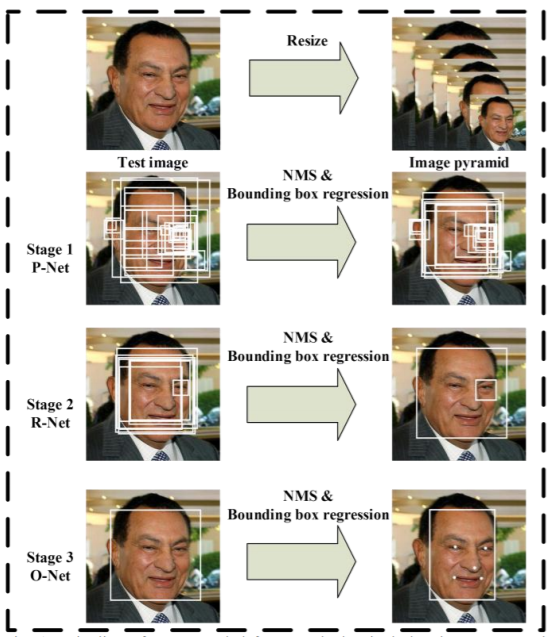 Resize
Test image
Image pyramid
NMS &
Bounding box regression
Stage 1
P-Net
NMS &
Bounding box regression
Stage 2
R-Net
NMS &
Bounding box regression
Stage 3
O-Net